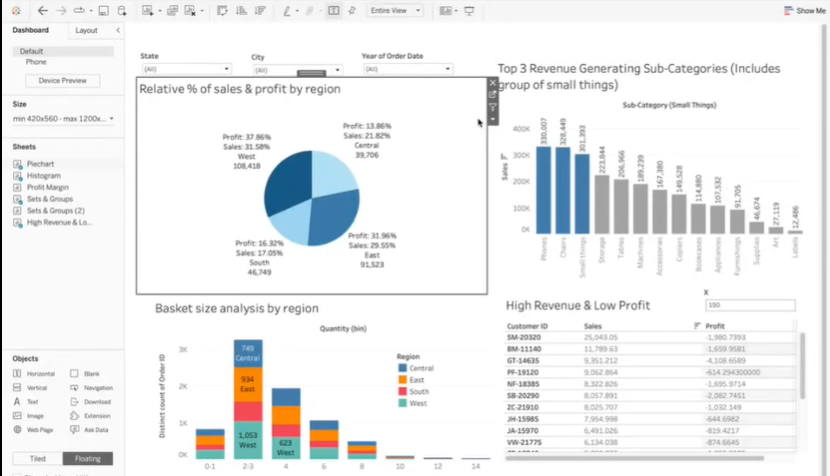 Entire View
Show Me
Dashboard
Layout
Default
Phone
Device Preview
Size
min 420x560 - max 1200x...
Sheets
Piechart
Histogram
Profit Margin
Sets & Groups
Sets & Groups (2)
High Revenue & Lo...
Objects
Horizontal
Blank
Vertical
Navigation
Text
Download
Image
Extension
Web Page
Ask Data
Tiled
Floating
State
(All)
City
(All)
Year of Order Date
(All)
Relative % of sales & profit by region
Profit: 37.86%
Sales: 31.58%
West
108,418
Profit: 13.86%
Sales: 21.82%
Central
39,706
Profit: 16.32%
Sales: 17.05%
South
46,749
Profit: 31.96%
Sales: 29.55%
East
91,523
Top 3 Revenue Generating Sub-Categories (Includes
group of small things)
Sub-Category (Small Things)
Sales
400K
300K
200K
100K
0K
330,007
328,449
301,393
223,844
206,966
189,239
167,380
149,528
114,880
107,532
91,705
46,674
27,119
12,486
Phones
Chairs
Small things
Storage
Tables
Machines
Accessories
Copiers
Bookcases
Appliances
Furnishings
Supplies
Art
Labels
Basket size analysis by region
Quantity (bin)
Distinct count of Order ID
3K
2K
1K
0K
749
Central
934
East
1,053
West
623
West
0-1
2-3
4
6
8
10
12
14
Region
Central
East
South
West
X
190
High Revenue & Low Profit
Customer ID Sales Profit
SM-20320 25,043.05 -1,980.7393
BM-11140 11,789.63 -1,659.9581
GT-14635 9,351.212 -4,108.6589
PF-19120 9,062.864 -614.294300000
NF-18385 8,322.826 -1,695.9714
SB-20290 8,057.891 -2,082.7451
ZC-21910 8,025.707 -1,032.149
JH-15985 7,954.998 -644.6982
JA-15970 6,491.026 -819.4217
VW-21775 6,134.038 -874.6645